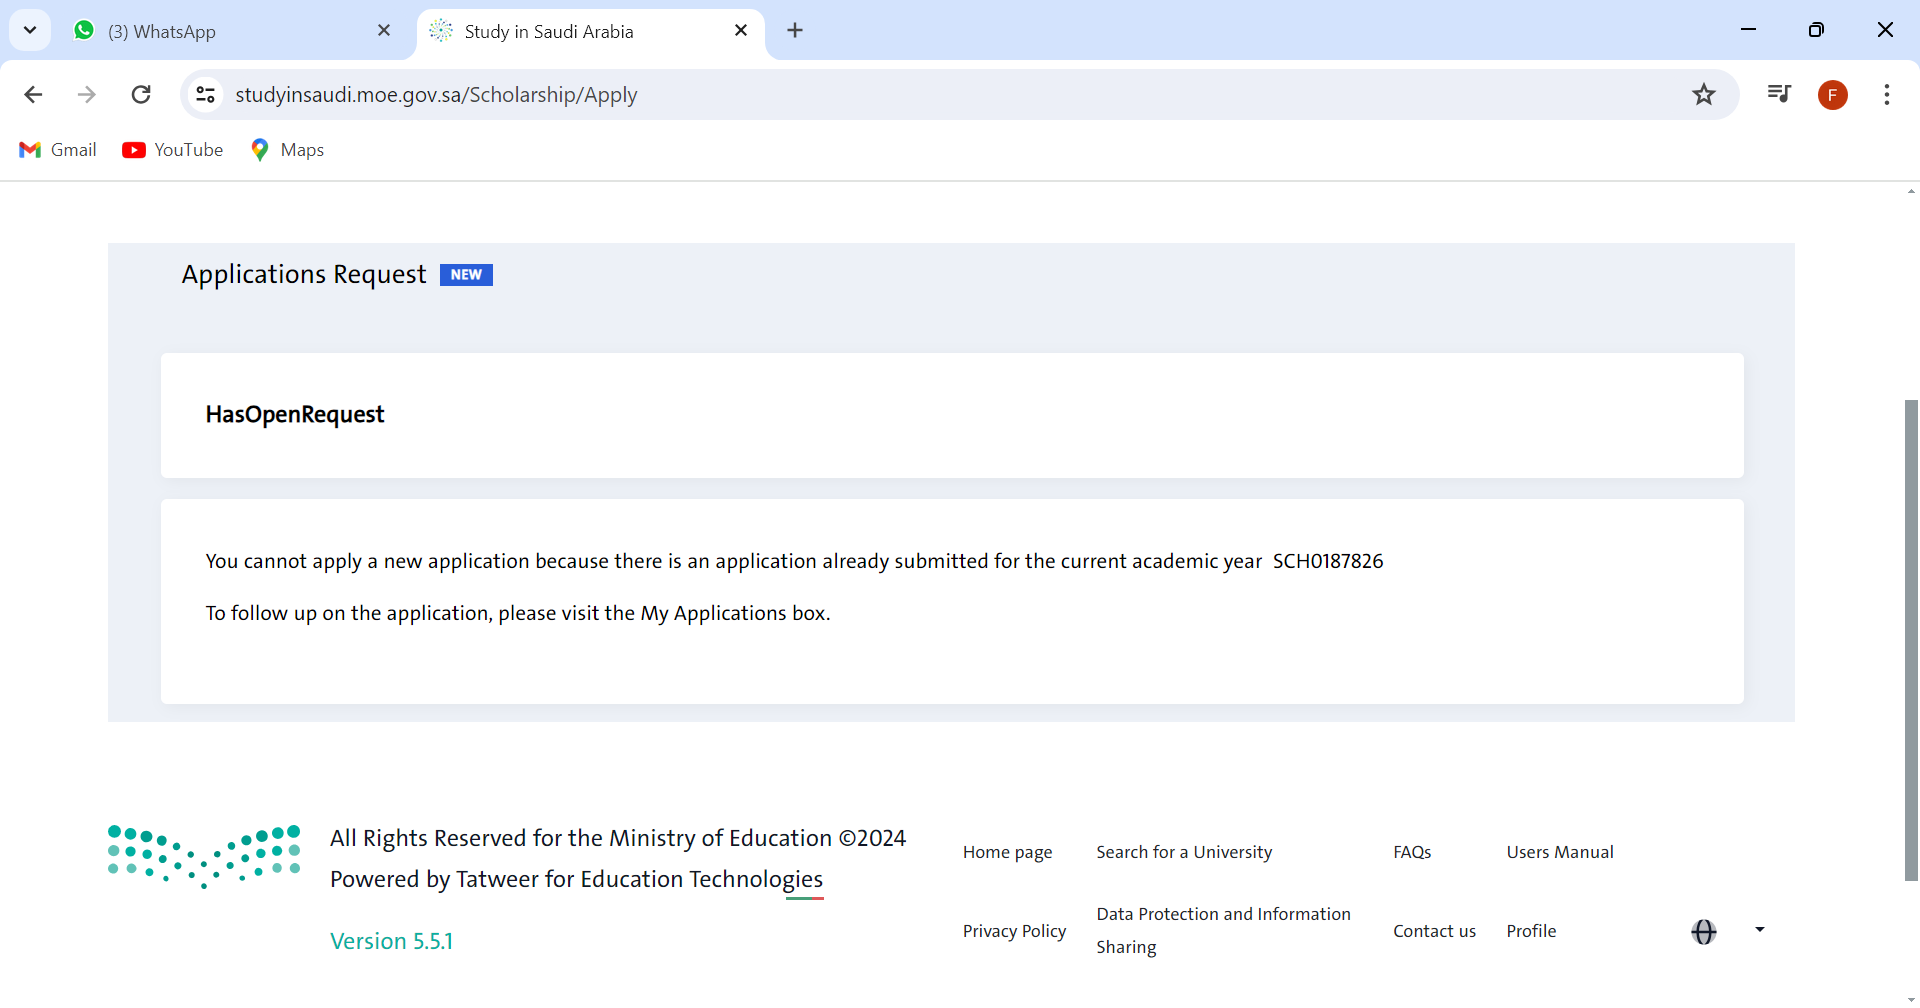 (3) WhatsApp
Study in Saudi Arabia
studyinsaudi.moe.gov.sa/Scholarship/Apply
F
Gmail
YouTube
Maps
Applications Request NEW
HasOpenRequest
You cannot apply a new application because there is an application already submitted for the current academic year SCH0187826
To follow up on the application, please visit the My Applications box.
All Rights Reserved for the Ministry of Education ©2024
Powered by Tatweer for Education Technologies
Version 5.5.1
Home page
Search for a University
FAQs
Users Manual
Privacy Policy
Data Protection and Information
Sharing
Contact us
Profile